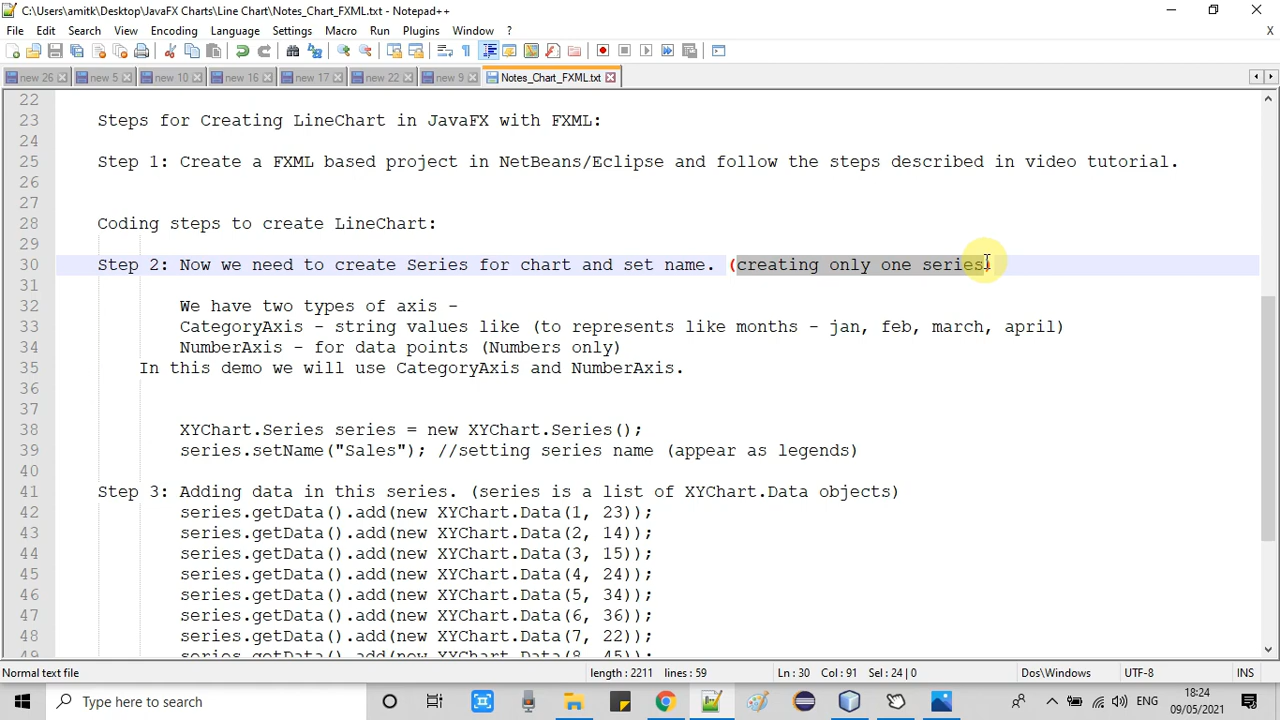 C:\Users\amitk\Desktop\JavaFX Charts\Line Chart\Notes_Chart_FXML.txt - Notepad++
File Edit Search View Encoding Language Settings Macro Run Plugins Window ? X
new 26 new 5 new 10 new 16 new 17 new 22 new 9 Notes_Chart_FXML.txt
22
23 Steps for Creating LineChart in JavaFX with FXML:
24
25 Step 1: Create a FXML based project in NetBeans/Eclipse and follow the steps described in video tutorial.
26
27
28 Coding steps to create LineChart:
29
30 Step 2: Now we need to create Series for chart and set name. (creating only one series)
31
32 We have two types of axis -
33 CategoryAxis - string values like (to represents like months - jan, feb, march, april)
34 NumberAxis - for data points (Numbers only)
35 In this demo we will use CategoryAxis and NumberAxis.
36
37
38 XYChart.Series series = new XYChart.Series();
39 series.setName("Sales"); //setting series name (appear as legends)
40
41 Step 3: Adding data in this series. (series is a list of XYChart.Data objects)
42 series.getData().add(new XYChart.Data(1, 23));
43 series.getData().add(new XYChart.Data(2, 14));
44 series.getData().add(new XYChart.Data(3, 15));
45 series.getData().add(new XYChart.Data(4, 24));
46 series.getData().add(new XYChart.Data(5, 34));
47 series.getData().add(new XYChart.Data(6, 36));
48 series.getData().add(new XYChart.Data(7, 22));
49 series.getData().add(new XYChart.Data(8, 45));
Normal text file length : 2211 lines : 59 Ln : 30 Col : 91 Sel : 24 | 0 Dos\Windows UTF-8 INS
Type here to search ENG 18:24
09/05/2021